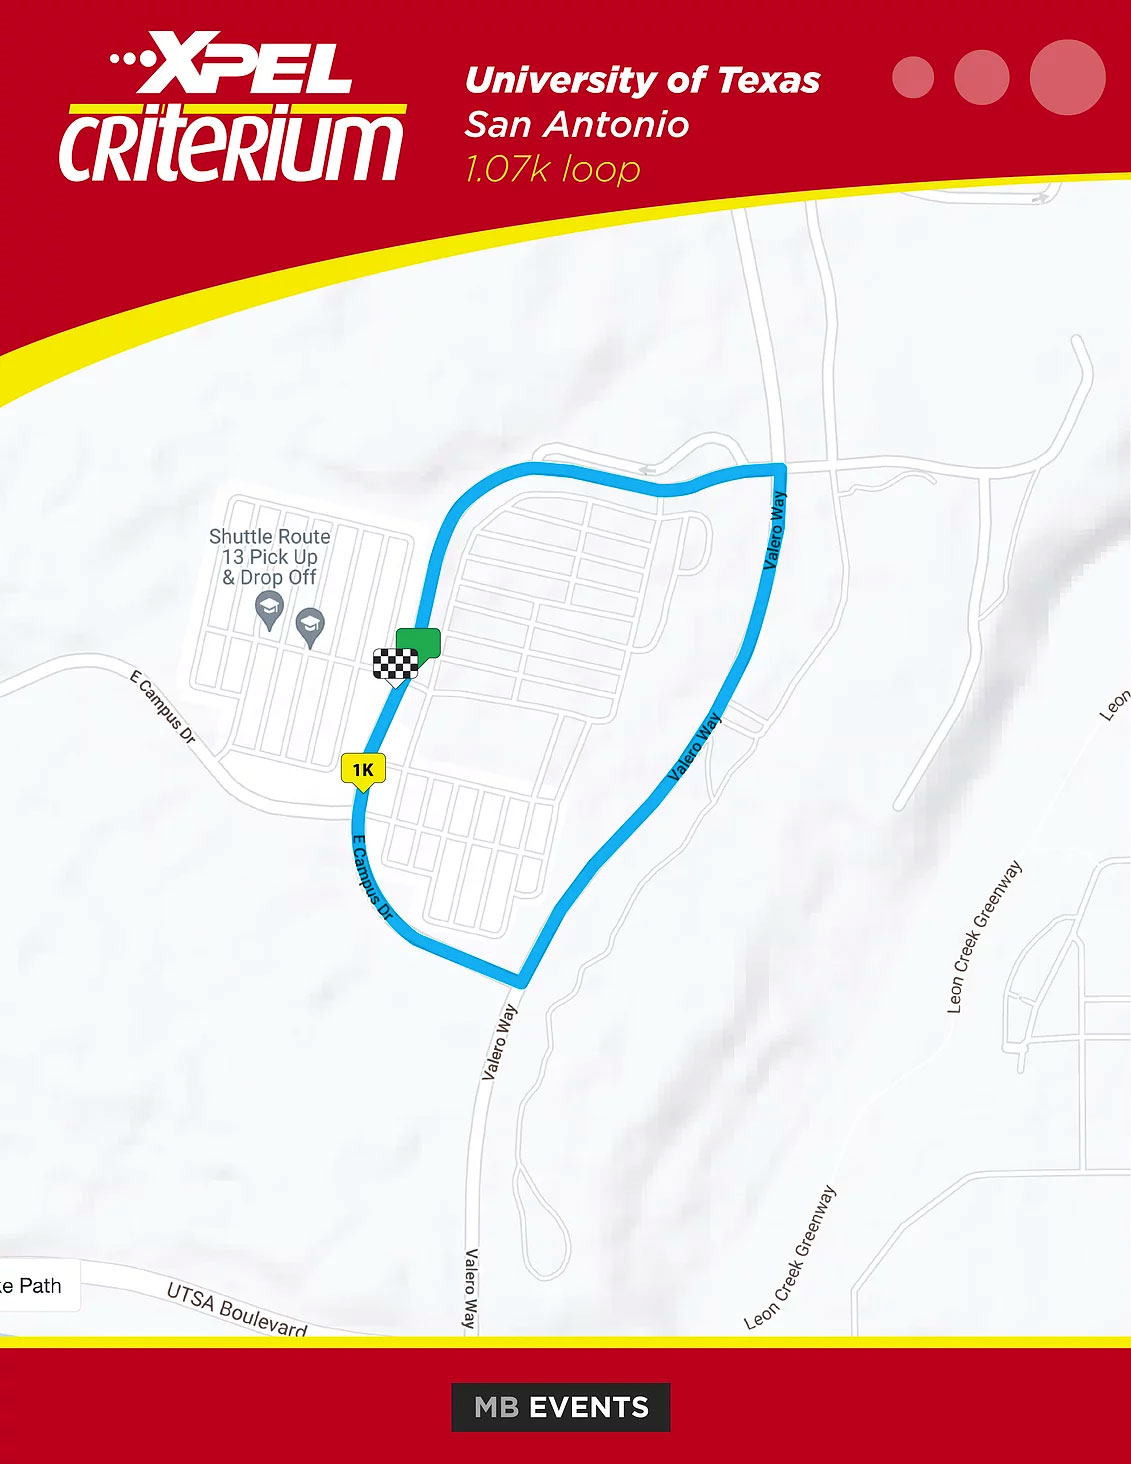 XPEL
criterium
University of Texas
San Antonio
1.07k loop
Valero Way
Shuttle Route
13 Pick Up
& Drop Off
E Campus Dr
Leon
Valero Way
1K
E Campus Dr
Leon Creek Greenway
Valero Way
Leon Creek Greenway
Valero Way
ke Path
UTSA Boulevard
MB EVENTS